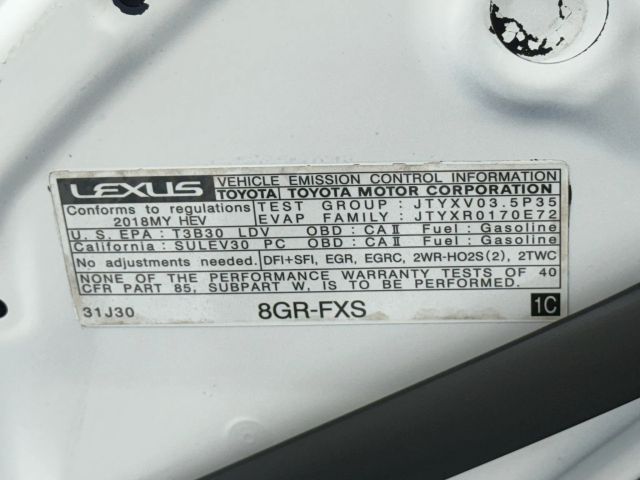 LEXUS VEHICLE EMISSION CONTROL INFORMATION
TOYOTA TOYOTA MOTOR CORPORATION
Conforms to regulations TEST GROUP : JTYXV03.5P35
2018MY HEV EVAP FAMILY : JTYXR0170E72
U.S. EPA : T3B30 LDV OBD : CA II Fuel : Gasoline
California : SULEV30 PC OBD : CA II Fuel : Gasoline
No adjustments needed. DFI+SFI, EGR, EGRC, 2WR-HO2S(2), 2TWC
NONE OF THE REMAINING WARRANTY TESTS OF 40
CFR PART 85, SUBPART W, IS TO BE PERFORMED.
31J30 8GR-FXS 1C